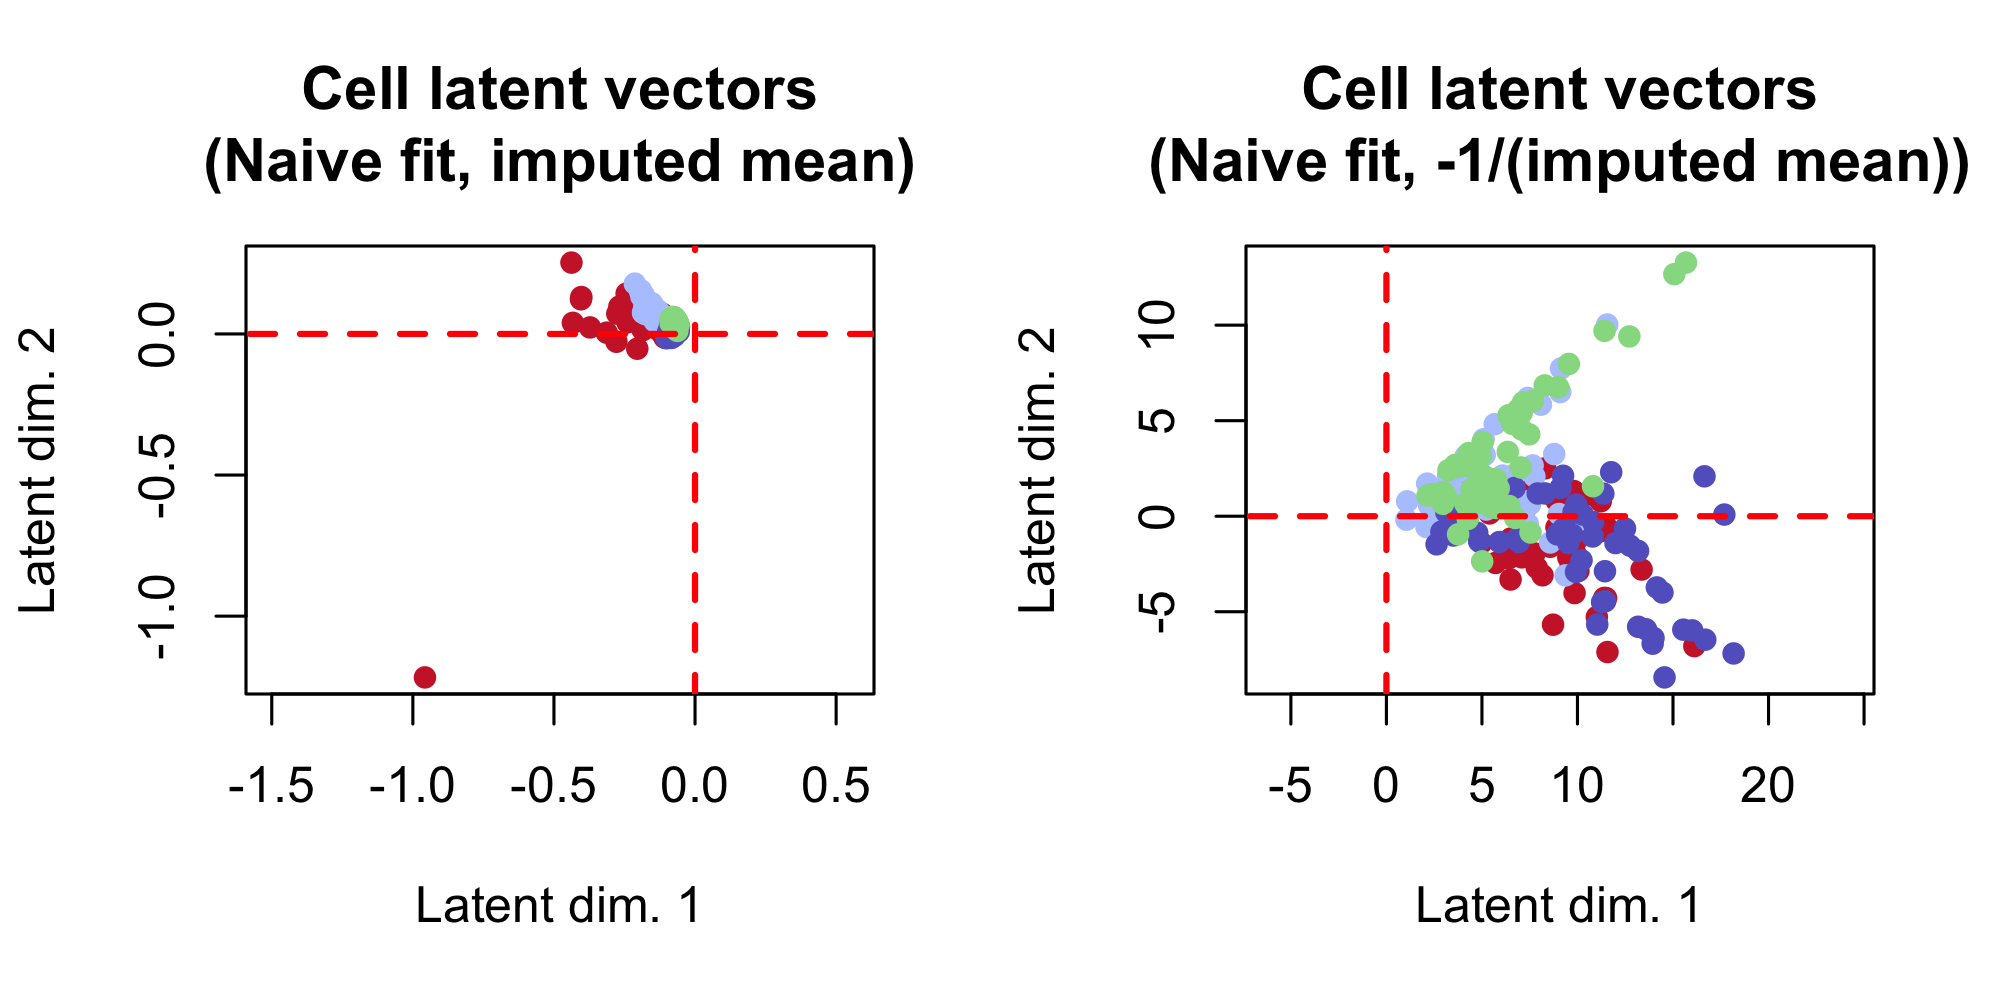 Cell latent vectors
(Naive fit, imputed mean)
Latent dim. 2
0.0
-0.5
-1.0
-1.5
-1.0
-0.5
0.0
0.5
Latent dim. 1
Cell latent vectors
(Naive fit, -1/(imputed mean))
Latent dim. 2
10
5
0
-5
-5
0
5
10
20
Latent dim. 1